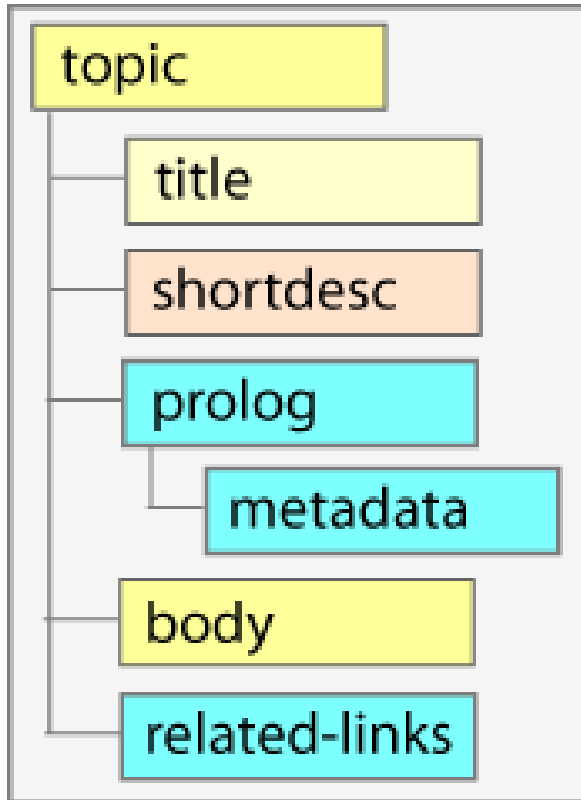 topic
title
shortdesc
prolog
metadata
body
related-links